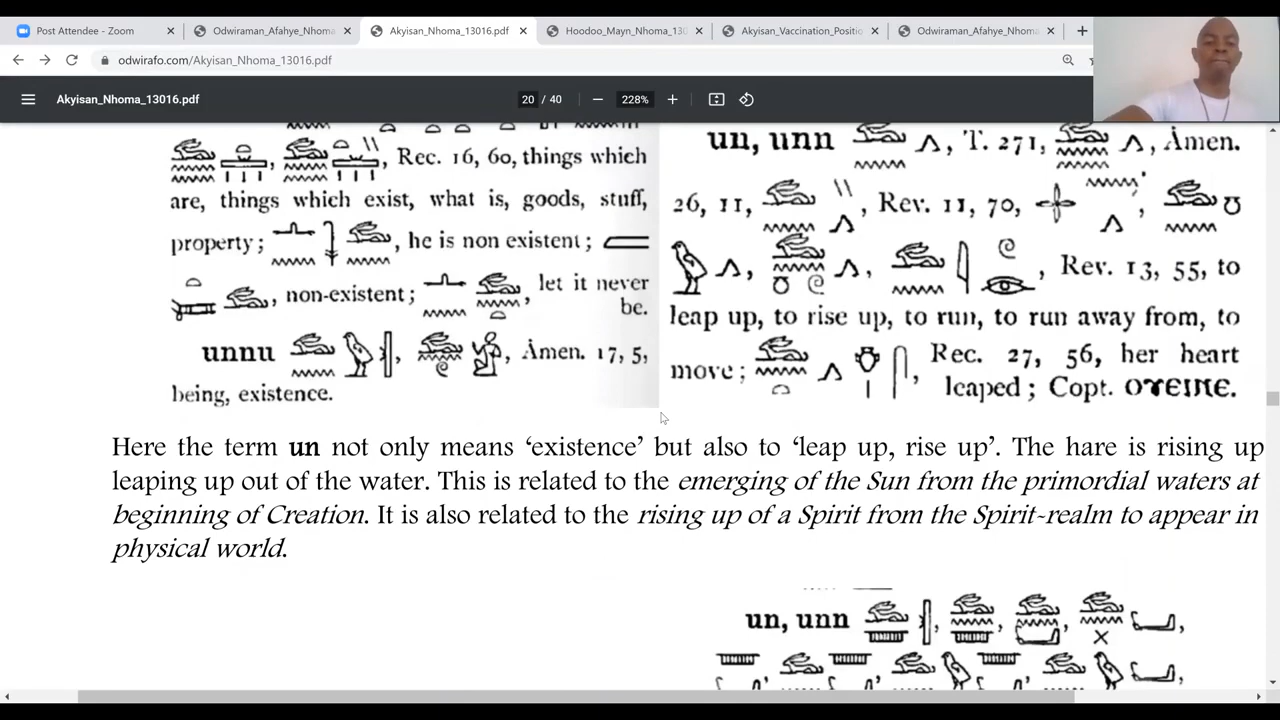 Post Attendee - Zoom
Odwiraman_Afahye_Nhoma
Akyisan_Nhoma_13016.pdf
Hoodoo_Mayn_Nhoma_130
Akyisan_Vaccination_Positio
Odwiraman_Afahye_Nhoma
odwirafo.com/Akyisan_Nhoma_13016.pdf
Akyisan_Nhoma_13016.pdf
20 / 40
228%
, Rec. 16, 60, things which
are, things which exist, what is, goods, stuff,
property; , he is non existent;
, non-existent; , let it never
be.
unnu , Åmen. 17, 5,
being, existence.
un, unn , T. 271, , Åmen.
26, 11, , Rev. 11, 70, ,
, , , Rev. 13, 55, to
leap up, to rise up, to run, to run away from, to
move; , Rec. 27, 56, her heart
leaped; Copt. ⲟⲩⲉⲓⲛⲉ.
Here the term un not only means ‘existence’ but also to ‘leap up, rise up’. The hare is rising up
leaping up out of the water. This is related to the emerging of the Sun from the primordial waters at
beginning of Creation. It is also related to the rising up of a Spirit from the Spirit-realm to appear in
physical world.
un, unn